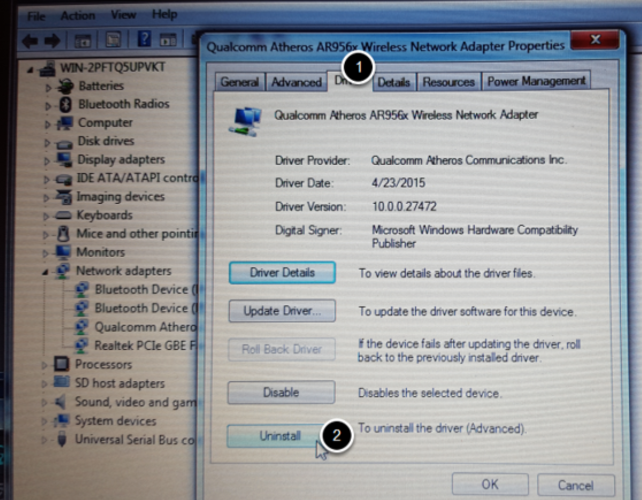 File Action View Help
Qualcomm Atheros AR956x Wireless Network Adapter Properties
1
WIN-2PFTQ5UPVKT
Batteries
Bluetooth Radios
Computer
Disk drives
Display adapters
IDE ATA/ATAPI contro
Imaging devices
Keyboards
Mice and other pointin
Monitors
Network adapters
Bluetooth Device (
Bluetooth Device (
Qualcomm Athero
Realtek PCIe GBE F
Processors
SD host adapters
Sound, video and gam
System devices
Universal Serial Bus co
General Advanced Details Resources Power Management
Qualcomm Atheros AR956x Wireless Network Adapter
Driver Provider: Qualcomm Atheros Communications Inc.
Driver Date: 4/23/2015
Driver Version: 10.0.0.27472
Digital Signer: Microsoft Windows Hardware Compatibility
Publisher
Driver Details To view details about the driver files.
Update Driver... To update the driver software for this device.
Roll Back Driver If the device fails after updating the driver, roll
back to the previously installed driver.
Disable Disables the selected device.
Uninstall 2 To uninstall the driver (Advanced).
OK Cancel